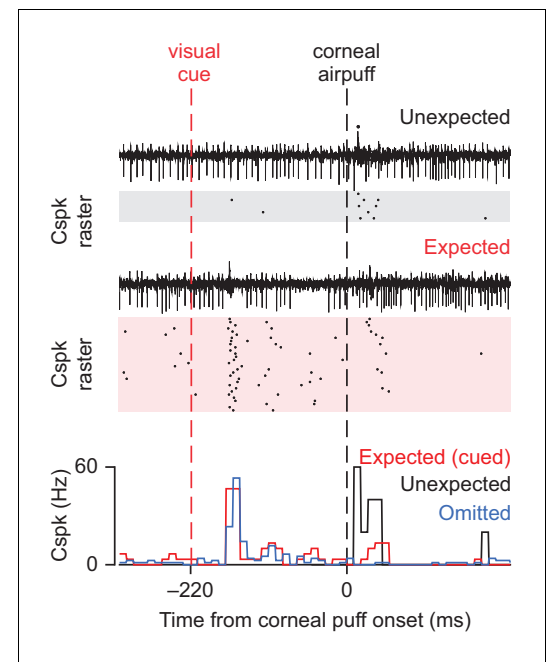 visual
cue
corneal
airpuff
Unexpected
Cspk
raster
Expected
Cspk
raster
Expected (cued)
Unexpected
Omitted
Cspk (Hz)
60
0
–220
0
Time from corneal puff onset (ms)